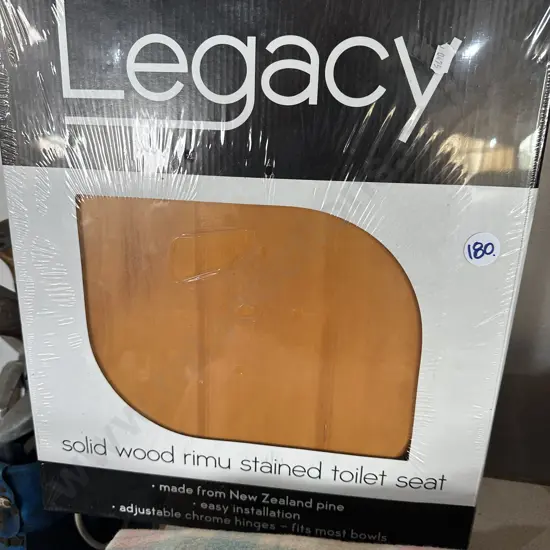 Legacy
180.
solid wood rimu stained toilet seat
• made from New Zealand pine
• easy installation
• adjustable chrome hinges – fits most bowls